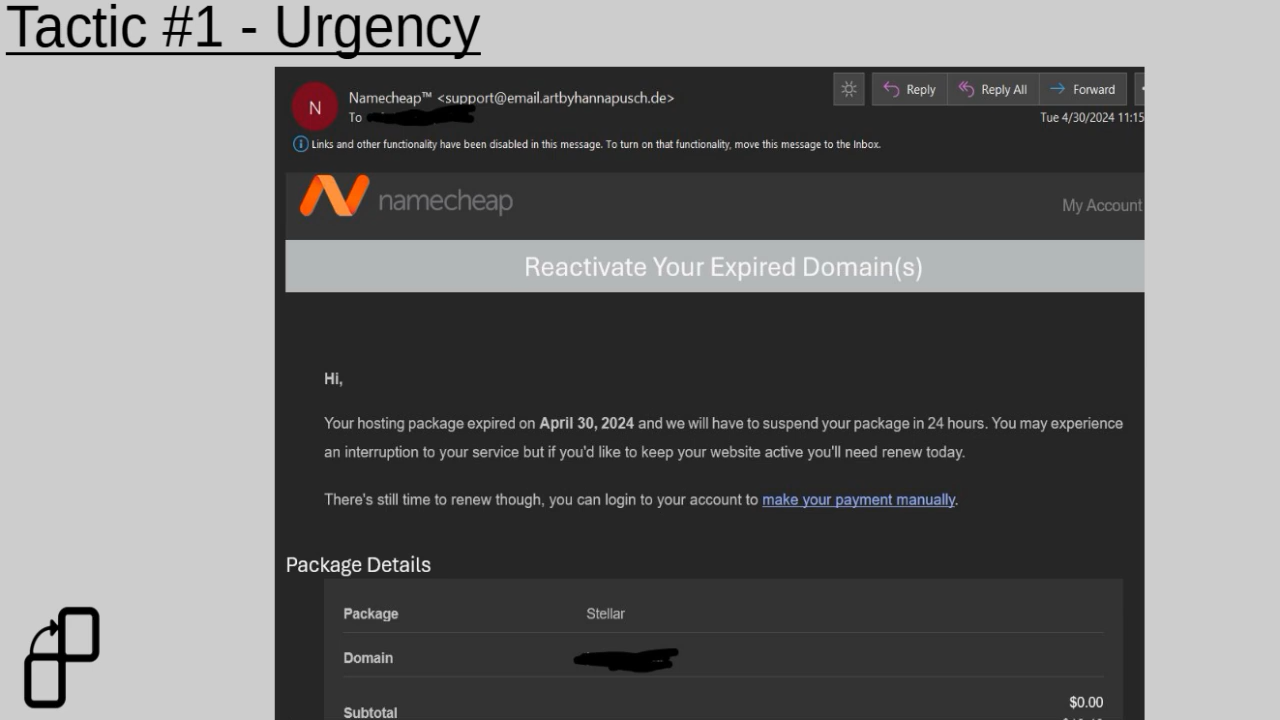 Tactic #1 - Urgency
N
Namecheap™ <support@email.artbyhannapusch.de>
To
Reply
Reply All
Forward
Tue 4/30/2024 11:15
Links and other functionality have been disabled in this message. To turn on that functionality, move this message to the Inbox.
namecheap
My Account
Reactivate Your Expired Domain(s)
Hi,
Your hosting package expired on April 30, 2024 and we will have to suspend your package in 24 hours. You may experience
an interruption to your service but if you'd like to keep your website active you'll need renew today.
There's still time to renew though, you can login to your account to make your payment manually.
Package Details
Package Stellar
Domain
Subtotal $0.00